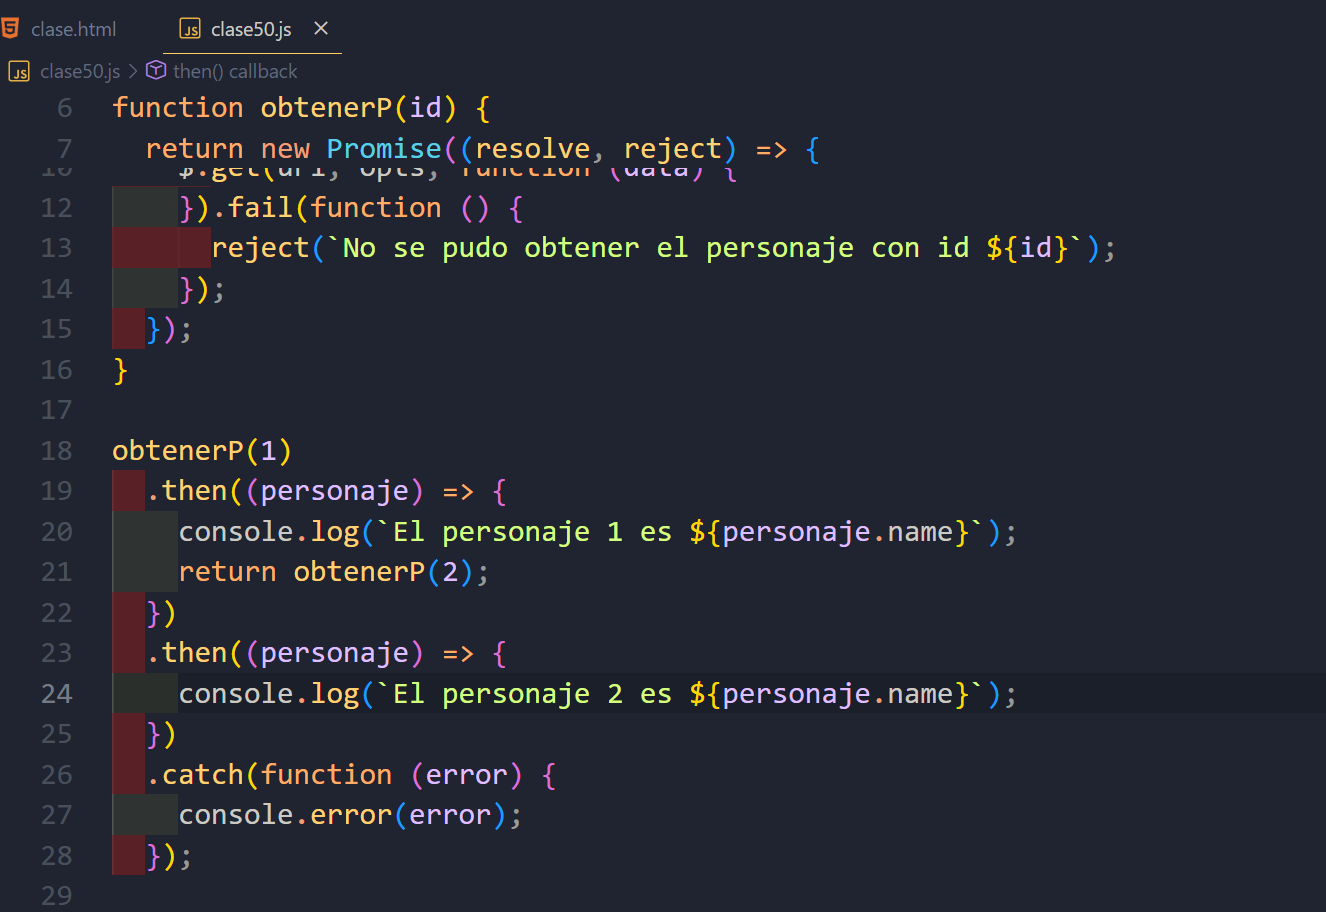 clase.html
JS clase50.js ×
JS clase50.js > then() callback
6 function obtenerP(id) {
7 return new Promise((resolve, reject) => {
10 $.get(url, opts, function (data) {
12 }).fail(function () {
13 reject(`No se pudo obtener el personaje con id ${id}`);
14 });
15 });
16 }
17
18 obtenerP(1)
19 .then((personaje) => {
20 console.log(`El personaje 1 es ${personaje.name}`);
21 return obtenerP(2);
22 })
23 .then((personaje) => {
24 console.log(`El personaje 2 es ${personaje.name}`);
25 })
26 .catch(function (error) {
27 console.error(error);
28 });
29